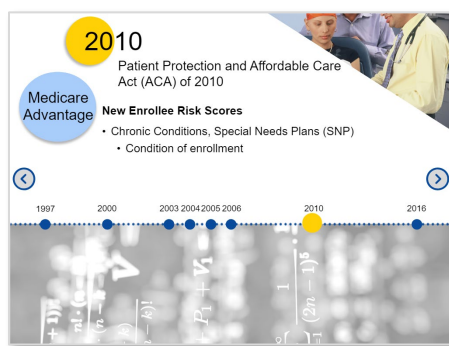 2010
Patient Protection and Affordable Care
Act (ACA) of 2010
Medicare
Advantage
New Enrollee Risk Scores
• Chronic Conditions, Special Needs Plans (SNP)
• Condition of enrollment
1997 2000 2003 2004 2005 2006 2010 2016